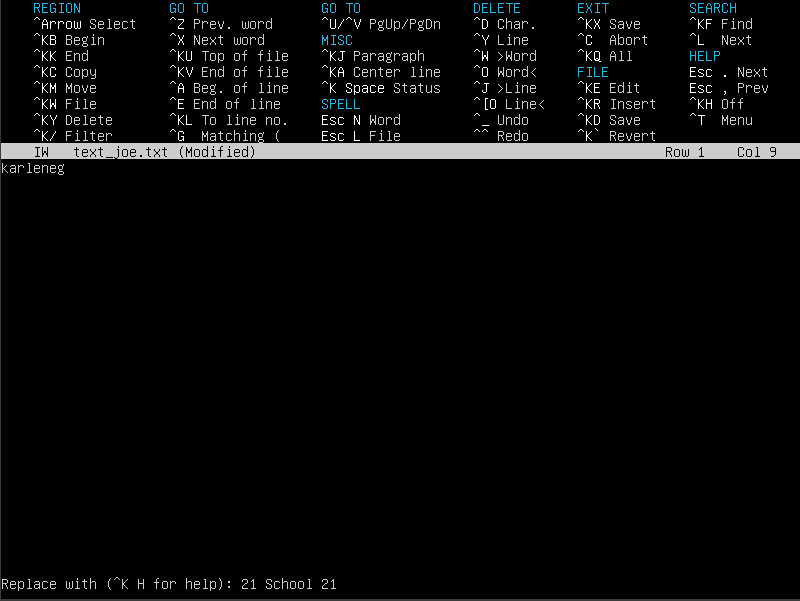 REGION GO TO GO TO DELETE EXIT SEARCH
^Arrow Select ^Z Prev. word ^U/^V PgUp/PgDn ^D Char. ^KX Save ^KF Find
^KB Begin ^X Next word MISC ^Y Line ^C Abort ^L Next
^KK End ^KU Top of file ^KJ Paragraph ^W >Word ^KQ All HELP
^KC Copy ^KV End of file ^KA Center line ^O Word< FILE Esc . Next
^KM Move ^A Beg. of line ^K Space Status ^J >Line ^KE Edit Esc , Prev
^KW File ^E End of line SPELL ^[O Line< ^KR Insert ^KH Off
^KY Delete ^KL To line no. Esc N Word ^_ Undo ^KD Save ^T Menu
^K/ Filter ^G Matching ( Esc L File ^^ Redo ^K` Revert
IW text_joe.txt (Modified) Row 1 Col 9
karleneg
Replace with (^K H for help): 21 School 21